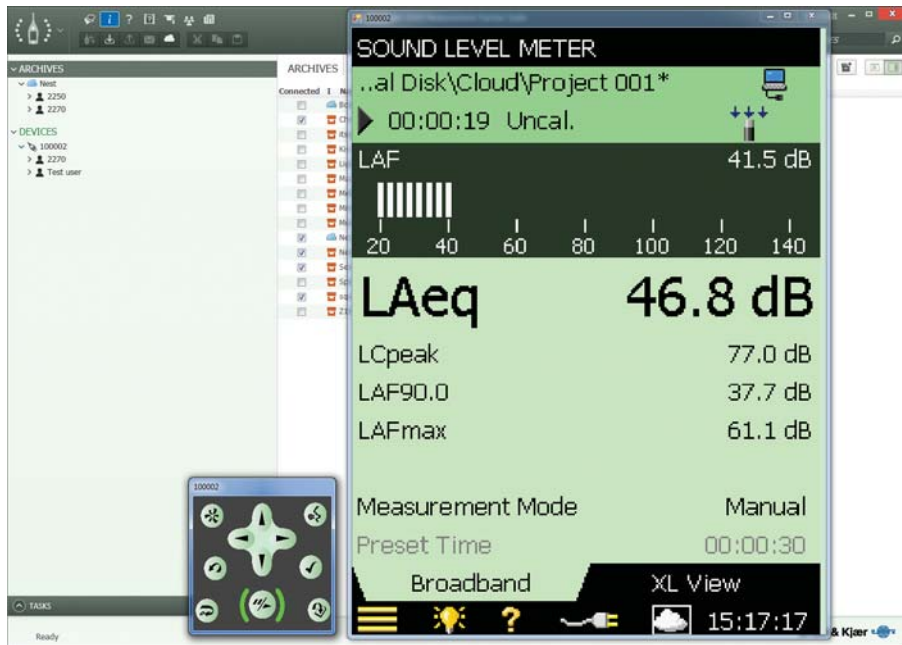 ARCHIVES
Nest
2250
2270
DEVICES
100002
2270
Test user
TASKS
Ready
ARCHIVES
Connected
100002
100002
SOUND LEVEL METER
..al Disk\Cloud\Project 001*
00:00:19 Uncal.
LAF 41.5 dB
20 40 60 80 100 120 140
LAeq 46.8 dB
LCpeak 77.0 dB
LAF90.0 37.7 dB
LAFmax 61.1 dB
Measurement Mode Manual
Preset Time 00:00:30
Broadband XL View
? 15:17:17
& Kjær